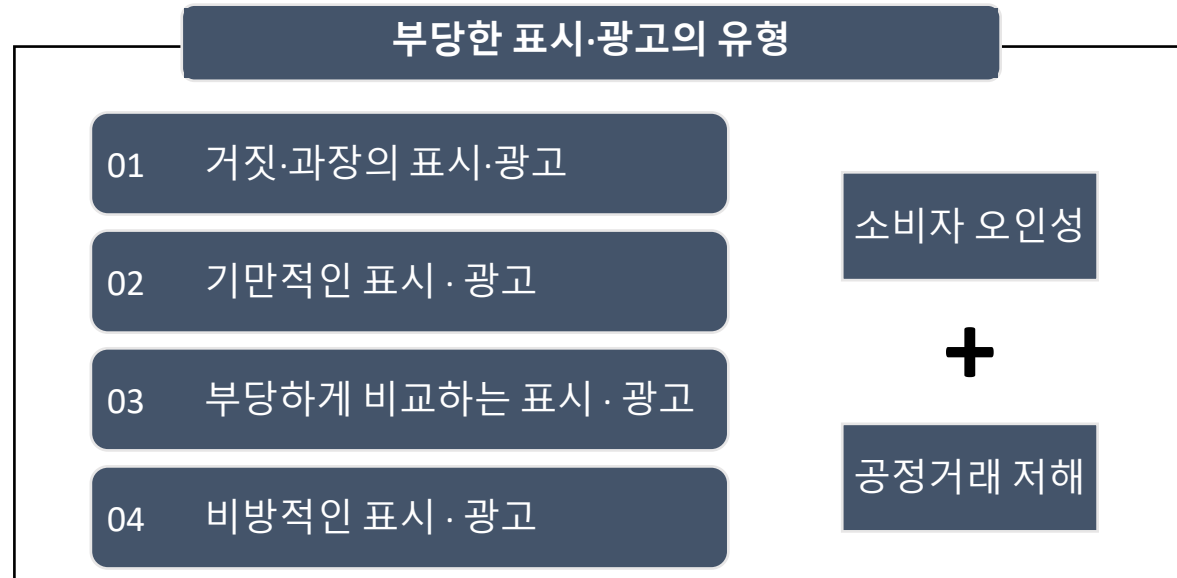 부당한 표시·광고의 유형
01 거짓·과장의 표시·광고
02 기만적인 표시 · 광고
03 부당하게 비교하는 표시 · 광고
04 비방적인 표시 · 광고
소비자 오인성
+
공정거래 저해